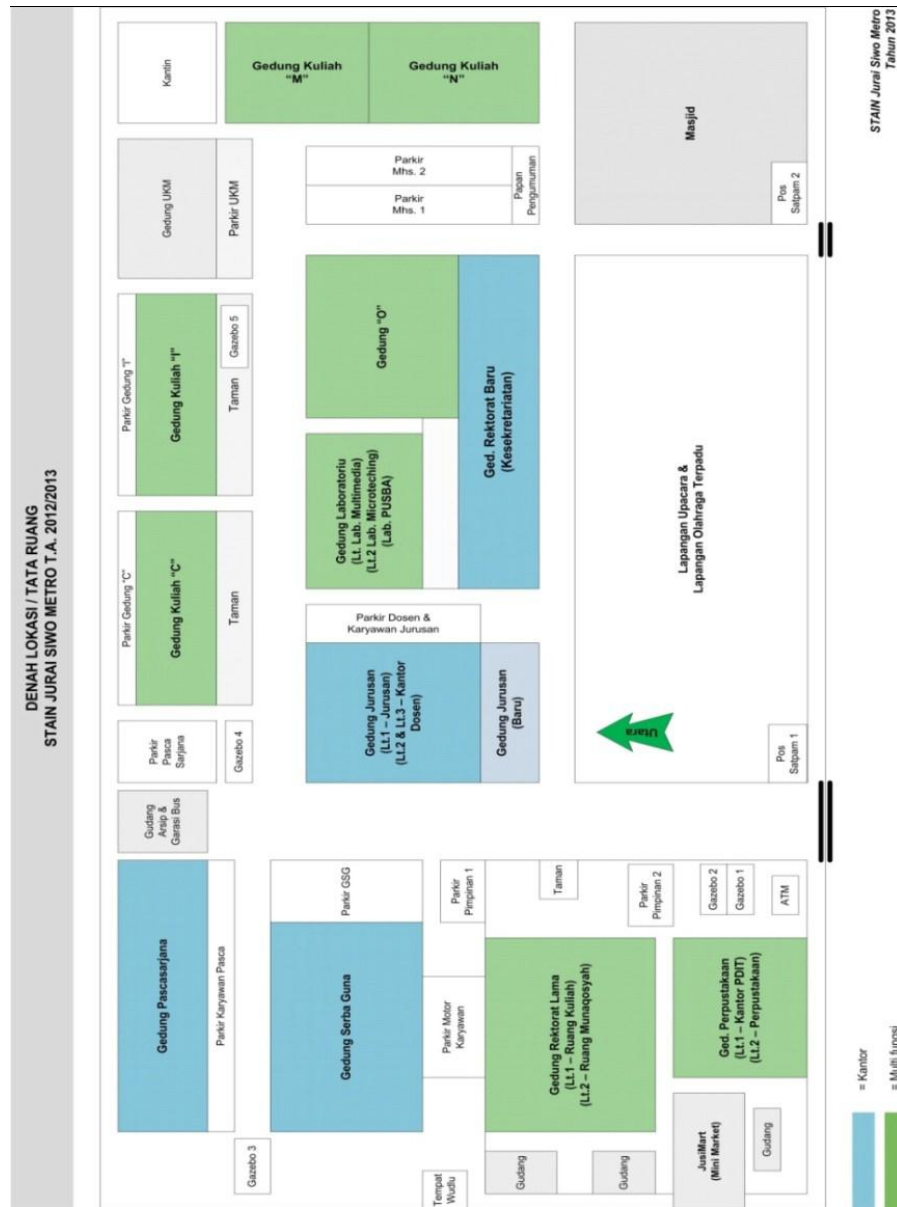 DENAH LOKASI / TATA RUANG
STAIN JURAI SIWO METRO T.A. 2012/2013
Kantin
Gedung Kuliah
"M"
Gedung Kuliah
"N"
Masjid
Pos
Satpam 2
STAIN Jurai Siwo Metro
Tahun 2013
Gedung UKM
Parkir UKM
Parkir
Mhs. 2
Parkir
Mhs. 1
Papan
Pengumuman
Parkir Gedung "I"
Gedung Kuliah "I"
Taman
Gazebo 5
Gedung "O"
Ged. Rektorat Baru
(Kesekretariatan)
Gedung Laboratoriu
(Lt. Lab. Multimedia)
(Lt.2 Lab. Microteching)
(Lab. PUSBA)
Lapangan Upacara &
Lapangan Olahraga Terpadu
Parkir Gedung "C"
Gedung Kuliah "C"
Taman
Parkir Dosen &
Karyawan Jurusan
Gedung Jurusan
(Lt.1 – Jurusan)
(Lt.2 & Lt.3 – Kantor
Dosen)
Gedung Jurusan
(Baru)
Utara
Pos
Satpam 1
Parkir
Pasca
Sarjana
Gazebo 4
Gudang
Arsip &
Garasi Bus
Gedung Pascasarjana
Parkir Karyawan Pasca
Parkir GSG
Gedung Serba Guna
Parkir
Pimpinan 1
Parkir Motor
Karyawan
Taman
Parkir
Pimpinan 2
Gazebo 2
Gazebo 1
ATM
Gedung Rektorat Lama
(Lt.1 – Ruang Kuliah)
(Lt.2 – Ruang Munaqosyah)
Ged. Perpustakaan
(Lt.1 – Kantor PDIT)
(Lt.2 – Perpustakaan)
Gazebo 3
Tempat
Wudlu
Gudang
Gudang
JusiMart
(Mini Market)
Gudang
= Kantor
= Multi fungsi